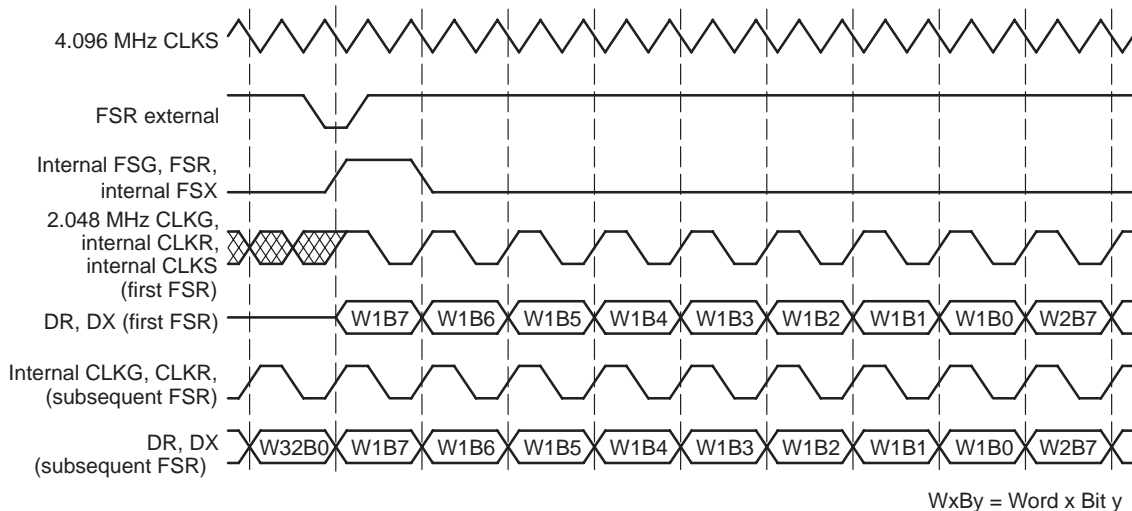 4.096 MHz CLKS
FSR external
Internal FSG, FSR,
internal FSX
2.048 MHz CLKG,
internal CLKR,
internal CLKS
(first FSR)
DR, DX (first FSR)
W1B7 W1B6 W1B5 W1B4 W1B3 W1B2 W1B1 W1B0 W2B7
Internal CLKG, CLKR,
(subsequent FSR)
DR, DX
(subsequent FSR)
W32B0 W1B7 W1B6 W1B5 W1B4 W1B3 W1B2 W1B1 W1B0 W2B7
WxBy = Word x Bit y